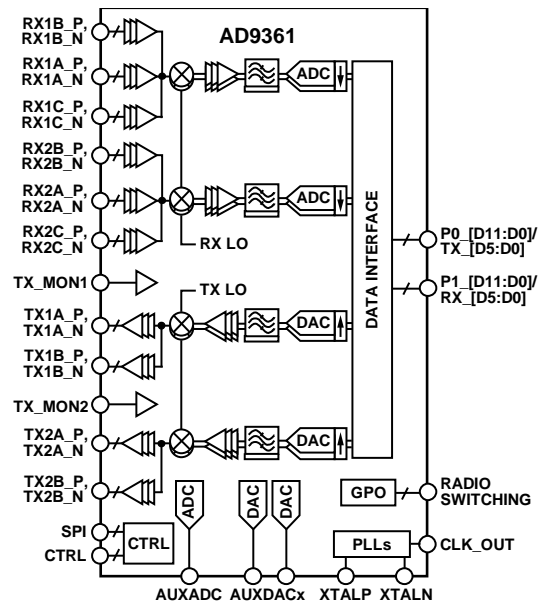 AD9361
RX1B_P,
RX1B_N
RX1A_P,
RX1A_N
RX1C_P,
RX1C_N
RX2B_P,
RX2B_N
RX2A_P,
RX2A_N
RX2C_P,
RX2C_N
TX_MON1
TX1A_P,
TX1A_N
TX1B_P,
TX1B_N
TX_MON2
TX2A_P,
TX2A_N
TX2B_P,
TX2B_N
SPI
CTRL
CTRL
ADC
ADC
RX LO
TX LO
DAC
DAC
DATA INTERFACE
P0_[D11:D0]/
TX_[D5:D0]
P1_[D11:D0]/
RX_[D5:D0]
ADC
DAC
DAC
GPO
RADIO
SWITCHING
PLLs
CLK_OUT
AUXADC
AUXDACx
XTALP
XTALN